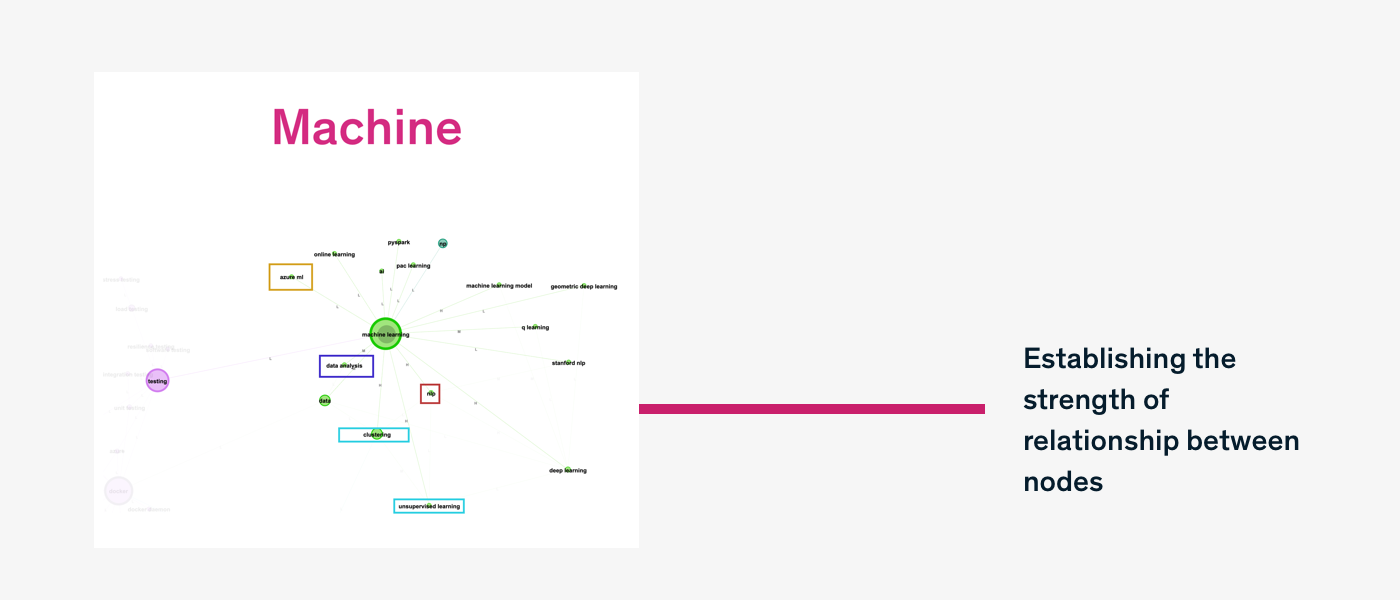 Machine
pyspark
np
online learning
ai
pac learning
azure ml
machine learning model
geometric deep learning
q learning
machine learning
stanford nlp
data analysis
testing
nlp
data
clustering
deep learning
unsupervised learning
Establishing the
strength of
relationship between
nodes